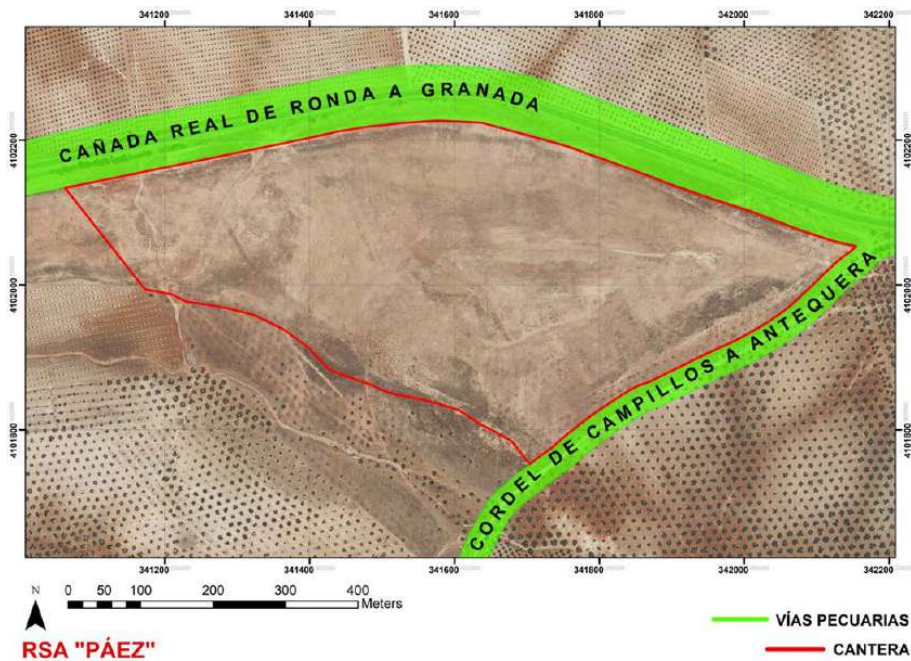 341200 341400 341600 341800 342000 342200
4102200 4102200
4102000 4102000
4101800 4101800
CAÑADA REAL DE RONDA A GRANADA
CORDEL DE CAMPILLOS A ANTEQUERA
341200 341400 341600 341800 342000 342200
N
0 50 100 200 300 400
Meters
VÍAS PECUARIAS
RSA "PÁEZ"
CANTERA